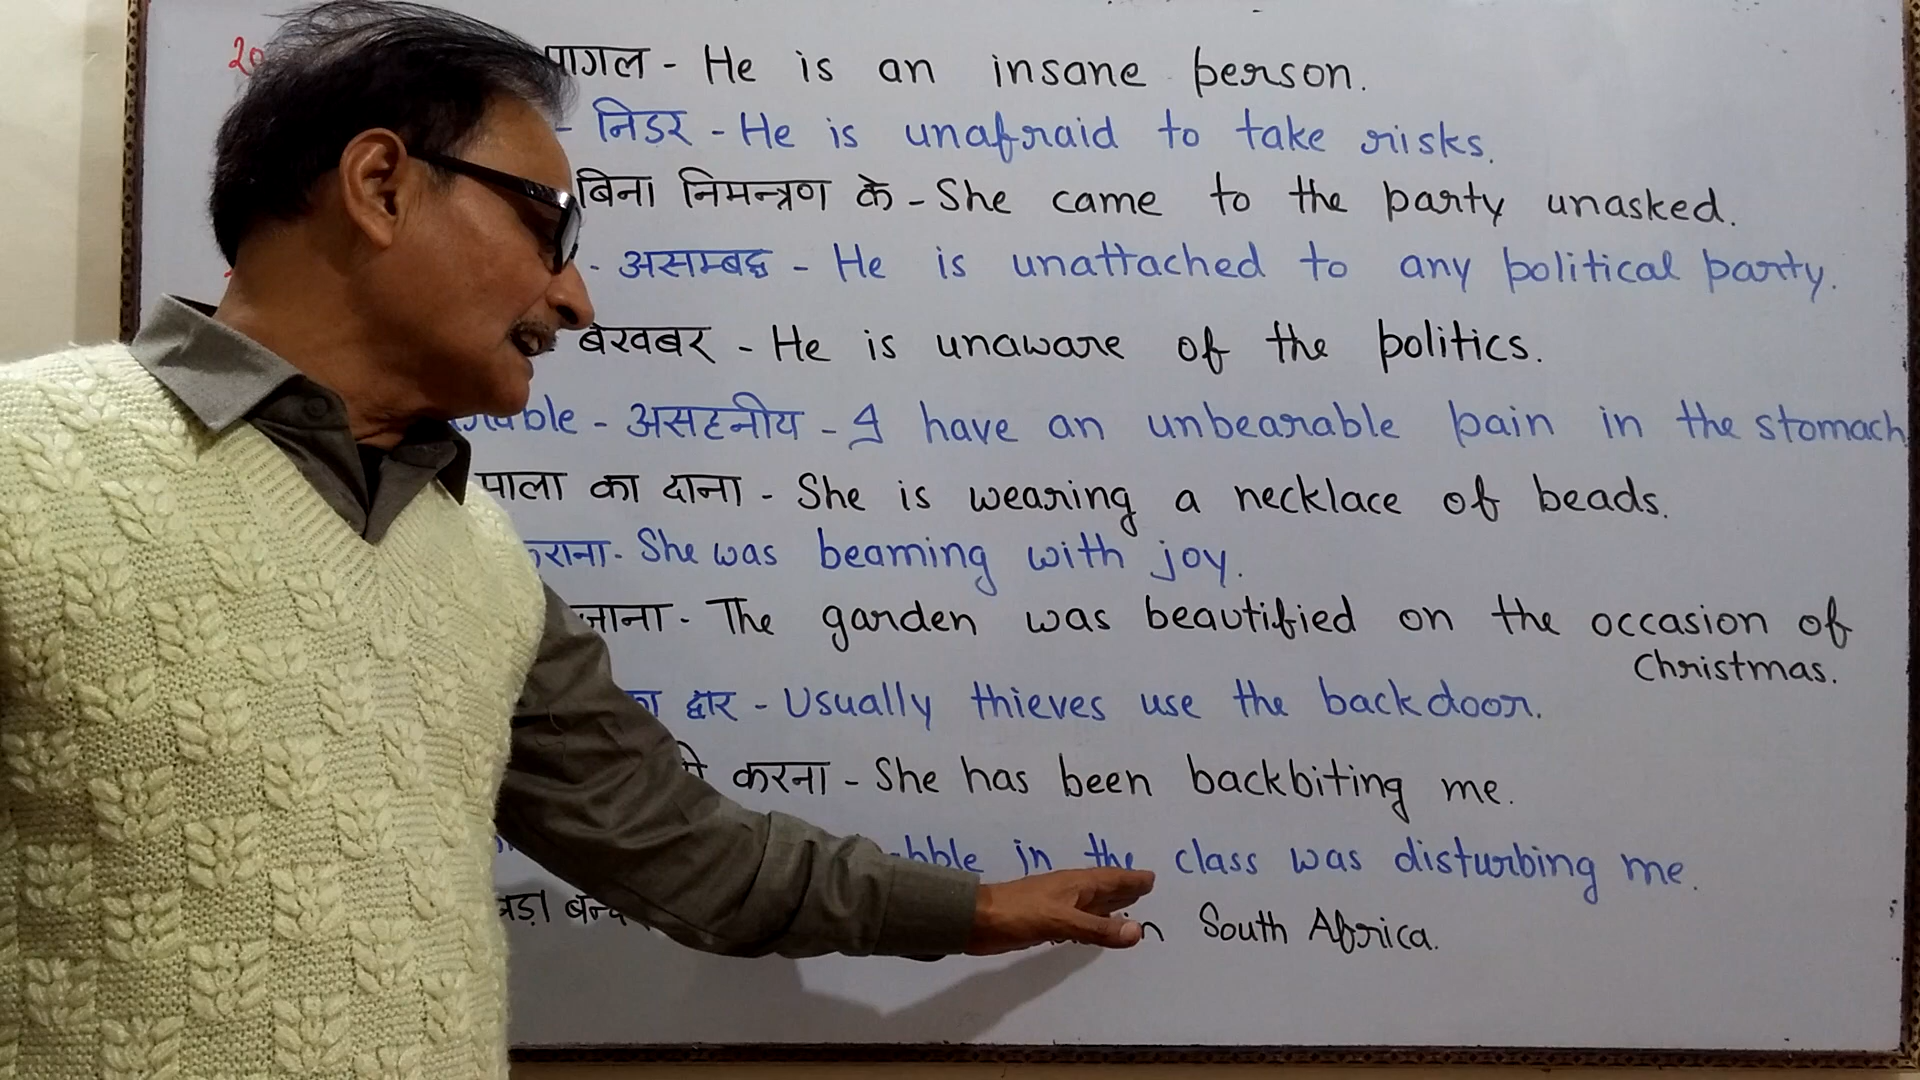 पागल - He is an insane person.
- निडर - He is unafraid to take risks.
बिना निमन्त्रण के - She came to the party unasked.
- असम्बद्ध - He is unattached to any political party.
बेखबर - He is unaware of the politics.
- असहनीय - I have an unbearable pain in the stomach
का दाना - She is wearing a necklace of beads.
- She was beaming with joy.
- The garden was beautified on the occasion of
Christmas.
द्वार - Usually thieves use the backdoor.
करना - She has been backbiting me.
in the class was disturbing me.
in South Africa.